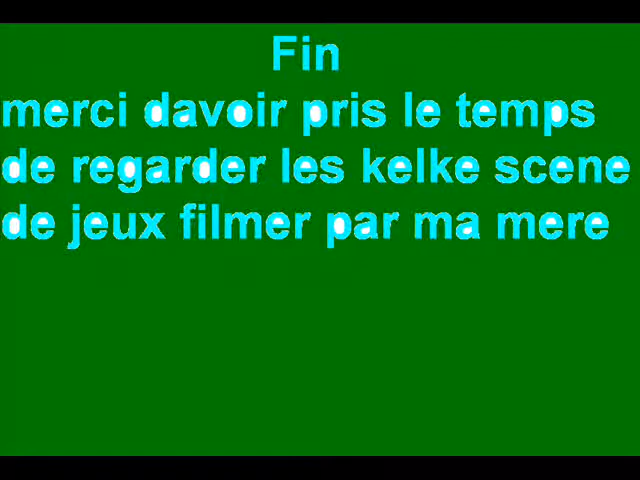 Fin
merci davoir pris le temps
de regarder les kelke scene
de jeux filmer par ma mere